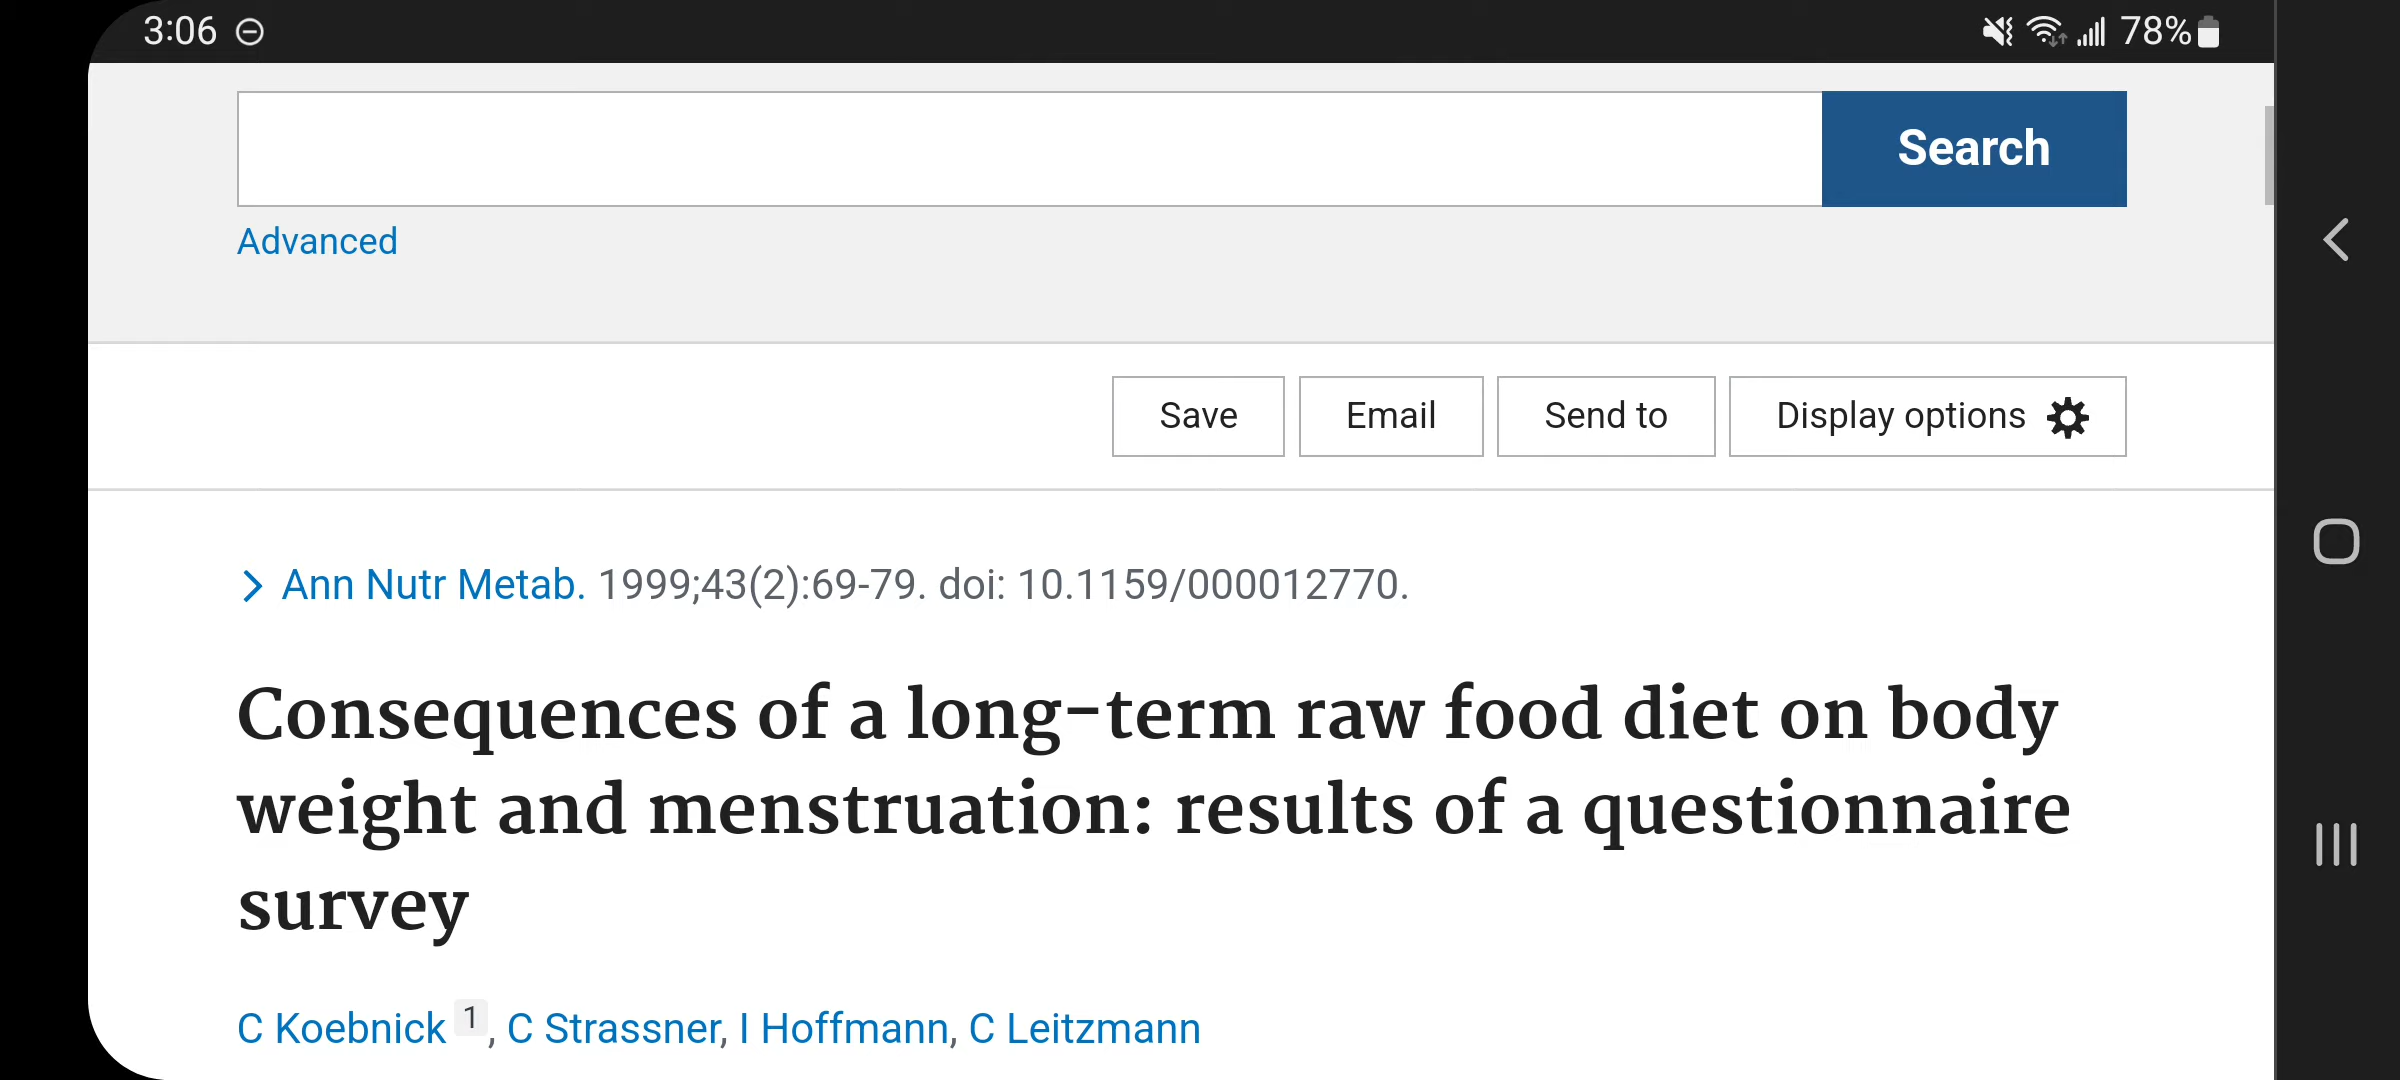 3:06 78%
Search
Advanced
Save Email Send to Display options
Ann Nutr Metab. 1999;43(2):69-79. doi: 10.1159/000012770.
Consequences of a long-term raw food diet on body
weight and menstruation: results of a questionnaire
survey
C Koebnick 1, C Strassner, I Hoffmann, C Leitzmann